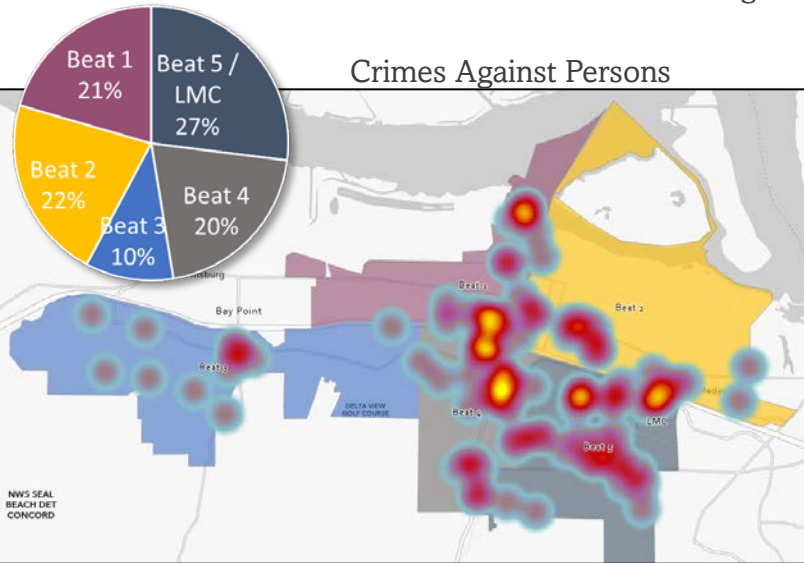 Crimes Against Persons
Beat 1
21%
Beat 5 /
LMC
27%
Beat 2
22%
Beat 4
20%
Beat 3
10%
Bay Point
Beat 1
Beat 2
Beat 3
DELTA VIEW
GOLF COURSE
Beat 4
LMC
Beat 5
NWS SEAL
BEACH DET
CONCORD